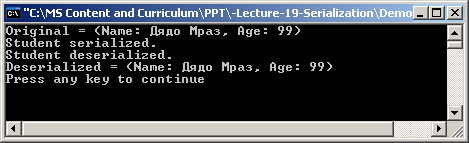 "C:\MS Content and Curriculum\PPT\-Lecture-19-Serialization\Demo
Original = (Name: Дядо Мраз, Age: 99)
Student serialized.
Student deserialized.
Deserialized = (Name: Дядо Мраз, Age: 99)
Press any key to continue